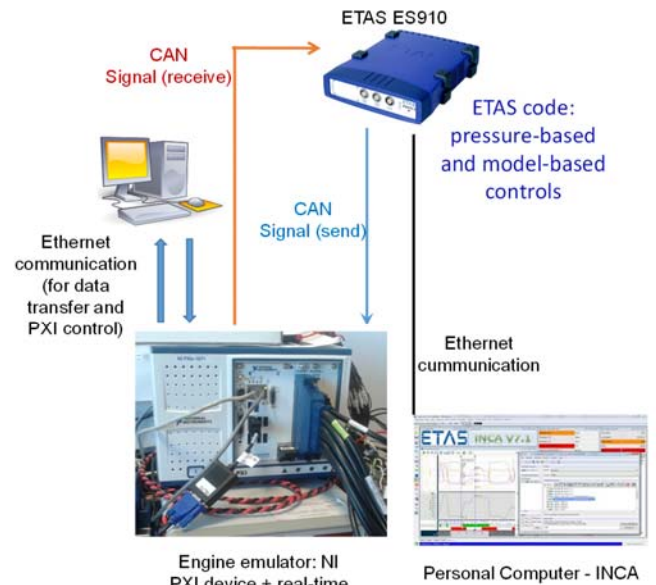 ETAS ES910
CAN
Signal (receive)
ETAS code:
pressure-based
and model-based
controls
CAN
Signal (send)
Ethernet
communication
(for data
transfer and
PXI control)
Ethernet
cummunication
NATIONAL
INSTRUMENTS
ETAS INCA V7.1
Engine emulator: NI
PXI device + real-time
Personal Computer - INCA